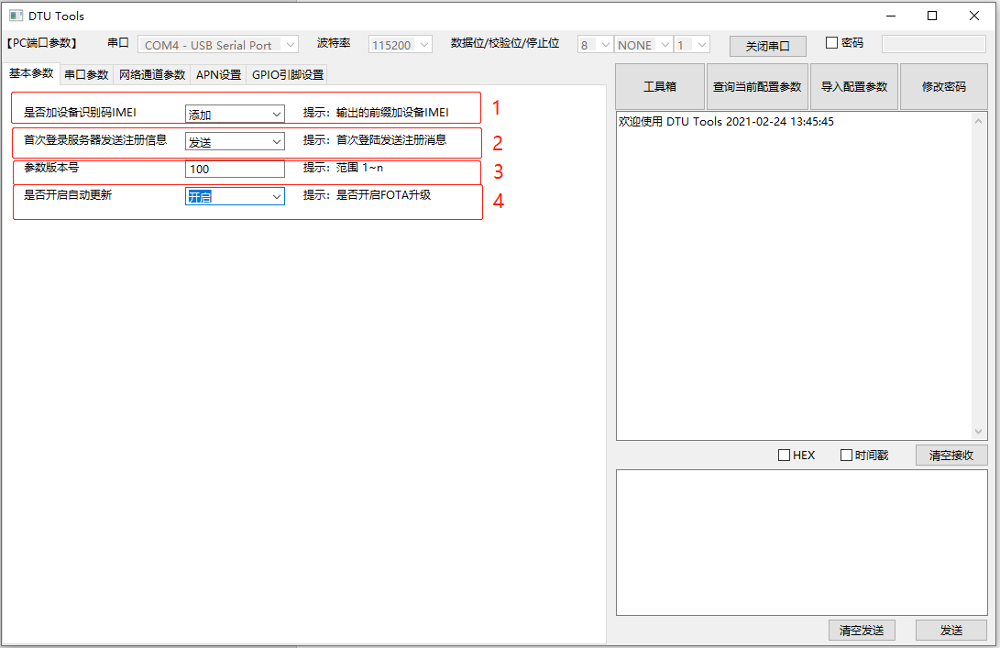 DTU Tools
【PC端口参数】 串口 COM4 - USB Serial Port 波特率 115200 数据位/校验位/停止位 8 NONE 1 关闭串口 密码
基本参数 串口参数 网络通道参数 APN设置 GPIO引脚设置
工具箱 查询当前配置参数 导入配置参数 修改密码
是否加设备识别码IMEI 添加 提示：输出的前缀加设备IMEI 1
首次登录服务器发送注册信息 发送 提示：首次登陆发送注册消息 2
参数版本号 100 提示：范围 1~n 3
是否开启自动更新 开启 提示：是否开启FOTA升级 4
欢迎使用 DTU Tools 2021-02-24 13:45:45
HEX 时间戳 清空接收
清空发送 发送